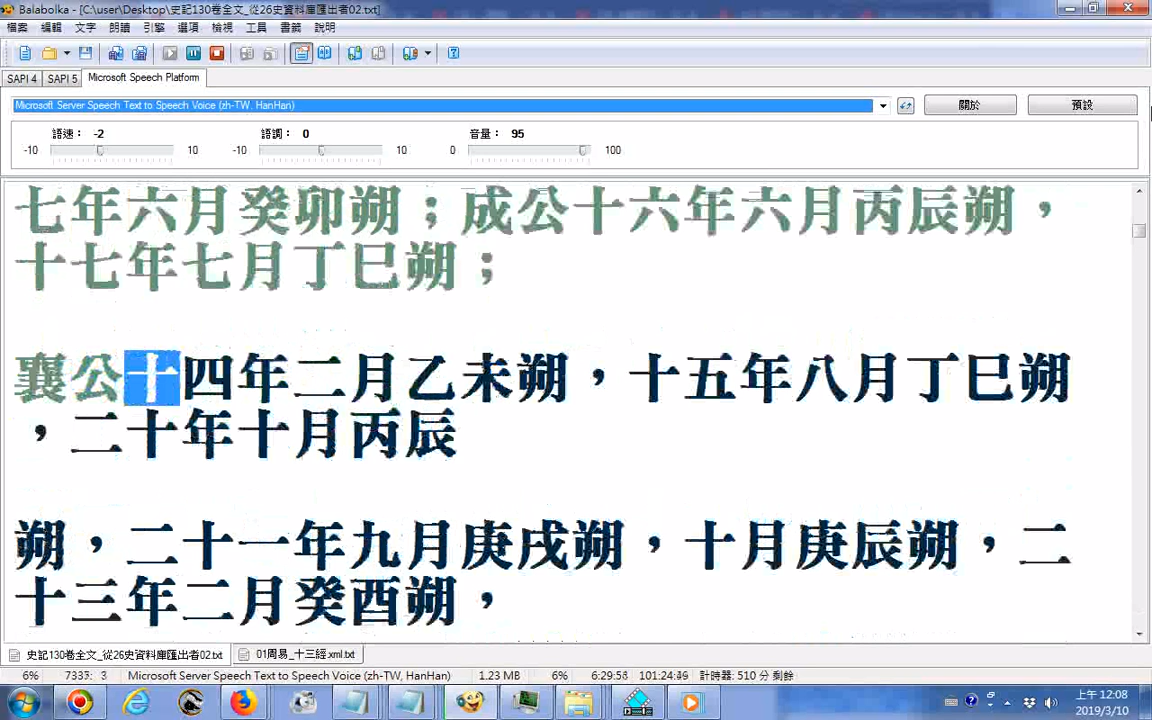 Balabolka - [C:\user\Desktop\史記130卷全文_從26史資料庫匯出者02.txt]
檔案 編輯 文字 朗讀 引擎 選項 檢視 工具 書籤 說明
SAPI 4 SAPI 5 Microsoft Speech Platform
Microsoft Server Speech Text to Speech Voice (zh-TW, HanHan)
關於 預設
語速： -2 語調： 0 音量： 95
-10 10 -10 10 0 100
七年六月癸卯朔；成公十六年六月丙辰朔，
十七年七月丁巳朔；
襄公十四年二月乙未朔，十五年八月丁巳朔
，二十年十月丙辰
朔，二十一年九月庚戌朔，十月庚辰朔，二
十三年二月癸酉朔，
史記130卷全文_從26史資料庫匯出者02.txt 01周易_十三經.xml.txt
6% 7337: 3 Microsoft Server Speech Text to Speech Voice (zh-TW, HanHan) 1.23 MB 6% 6:29:58 計時器: 510 分 剩餘
上午 12:08
2019/3/10